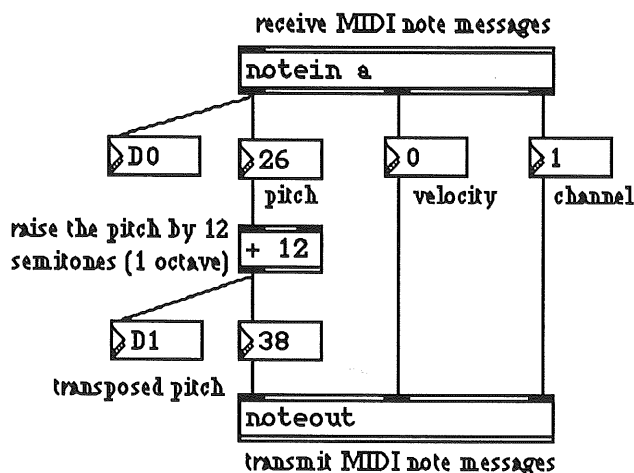 receive MIDI note messages
notein a
D0
26
0
1
pitch
velocity
channel
raise the pitch by 12
semitones (1 octave)
+ 12
D1
38
transposed pitch
noteout
transmit MIDI note messages